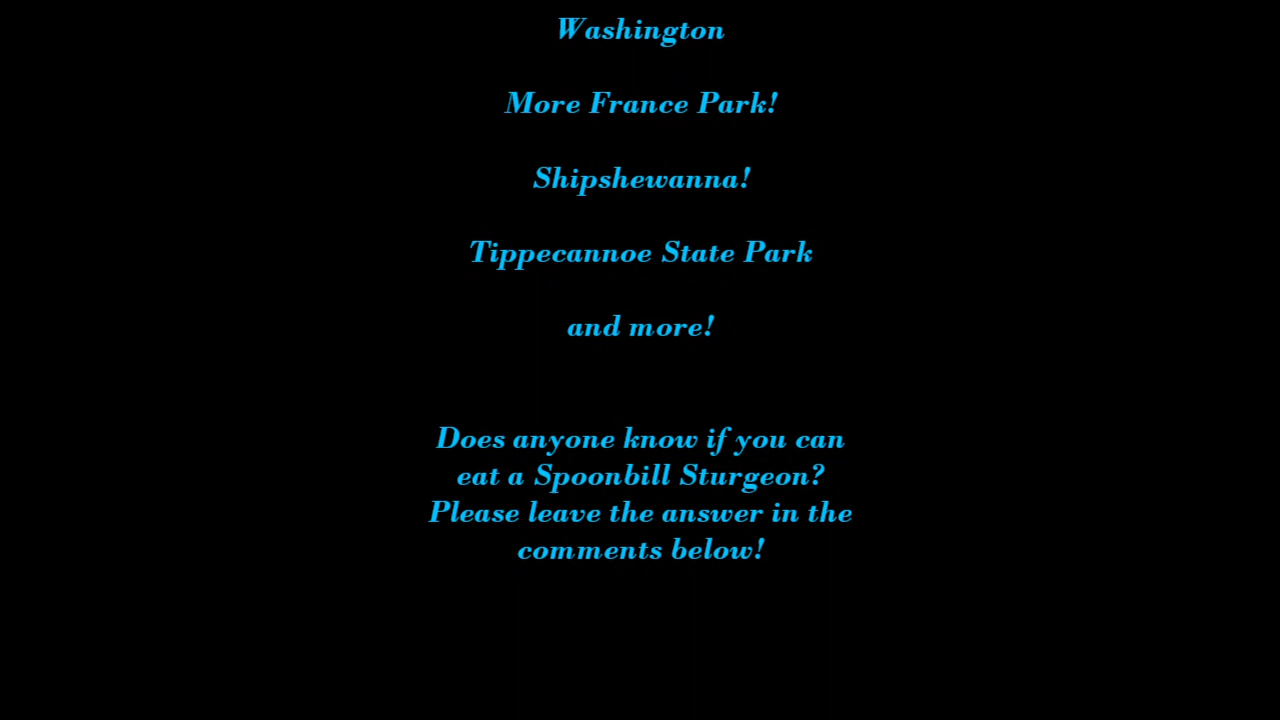 Washington
More France Park!
Shipshewanna!
Tippecannoe State Park
and more!
Does anyone know if you can
eat a Spoonbill Sturgeon?
Please leave the answer in the
comments below!